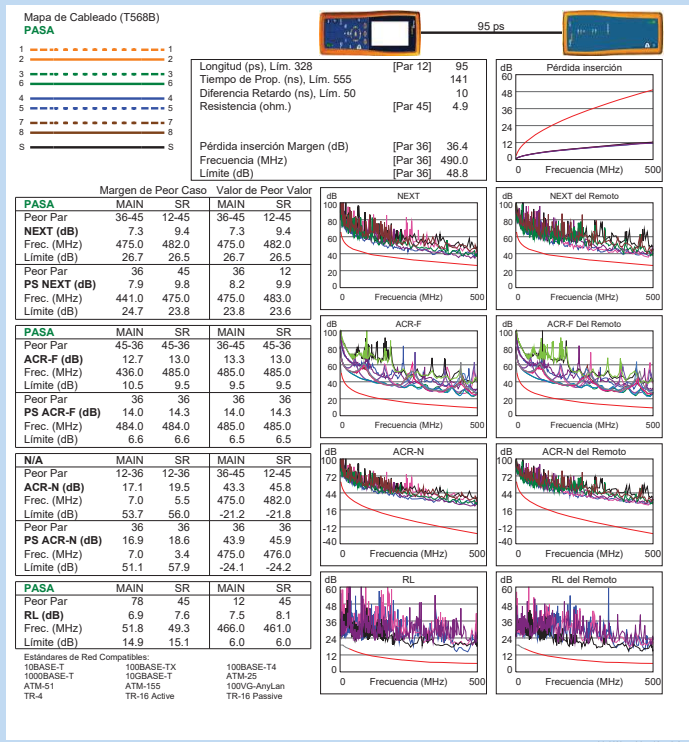 Mapa de Cableado (T568B)
PASA
95 ps
1 1
2 2
3 3
6 6
4 4
5 5
7 7
8 8
S S
Longitud (ps), Lím. 328 [Par 12] 95
Tiempo de Prop. (ns), Lím. 555 141
Diferencia Retardo (ns), Lím. 50 10
Resistencia (ohm.) [Par 45] 4.9
Pérdida inserción Margen (dB) [Par 36] 36.4
Frecuencia (MHz) [Par 36] 490.0
Límite (dB) [Par 36] 48.8
dB Pérdida inserción
60
48
36
24
12
0
0 Frecuencia (MHz) 500
Margen de Peor Caso Valor de Peor Valor
PASA MAIN SR MAIN SR
Peor Par 36-45 12-45 36-45 12-45
NEXT (dB) 7.3 9.4 7.3 9.4
Frec. (MHz) 475.0 482.0 475.0 482.0
Límite (dB) 26.7 26.5 26.7 26.5
Peor Par 36 45 36 12
PS NEXT (dB) 7.9 9.8 8.2 9.9
Frec. (MHz) 441.0 475.0 475.0 483.0
Límite (dB) 24.7 23.8 23.8 23.6
PASA MAIN SR MAIN SR
Peor Par 45-36 45-36 45-36 45-36
ACR-F (dB) 12.7 13.0 13.3 13.0
Frec. (MHz) 436.0 485.0 485.0 485.0
Límite (dB) 10.5 9.5 9.5 9.5
Peor Par 36 36 36 36
PS ACR-F (dB) 14.0 14.3 14.0 14.3
Frec. (MHz) 484.0 484.0 485.0 485.0
Límite (dB) 6.6 6.6 6.5 6.5
N/A MAIN SR MAIN SR
Peor Par 12-36 12-36 36-45 12-45
ACR-N (dB) 17.1 19.5 43.3 45.8
Frec. (MHz) 7.0 5.5 475.0 482.0
Límite (dB) 53.7 56.0 -21.2 -21.8
Peor Par 36 36 36 36
PS ACR-N (dB) 16.9 18.6 43.9 45.9
Frec. (MHz) 7.0 3.4 475.0 476.0
Límite (dB) 51.1 57.9 -24.1 -24.2
PASA MAIN SR MAIN SR
Peor Par 78 45 12 45
RL (dB) 6.9 7.6 7.5 8.1
Frec. (MHz) 51.8 49.3 466.0 461.0
Límite (dB) 14.9 15.1 6.0 6.0
Estándares de Red Compatibles:
10BASE-T 100BASE-TX 100BASE-T4
1000BASE-T 10GBASE-T ATM-25
ATM-51 ATM-155 100VG-AnyLan
TR-4 TR-16 Active TR-16 Passive
dB NEXT
100
80
60
40
20
0
0 Frecuencia (MHz) 500
dB NEXT del Remoto
100
80
60
40
20
0
0 Frecuencia (MHz) 500
dB ACR-F
100
80
60
40
20
0
0 Frecuencia (MHz) 500
dB ACR-F Del Remoto
100
80
60
40
20
0
0 Frecuencia (MHz) 500
dB ACR-N
100
72
44
16
-12
-40
0 Frecuencia (MHz) 500
dB ACR-N del Remoto
100
72
44
16
-12
-40
0 Frecuencia (MHz) 500
dB RL
60
48
36
24
12
0
0 Frecuencia (MHz) 500
dB RL del Remoto
60
48
36
24
12
0
0 Frecuencia (MHz) 500